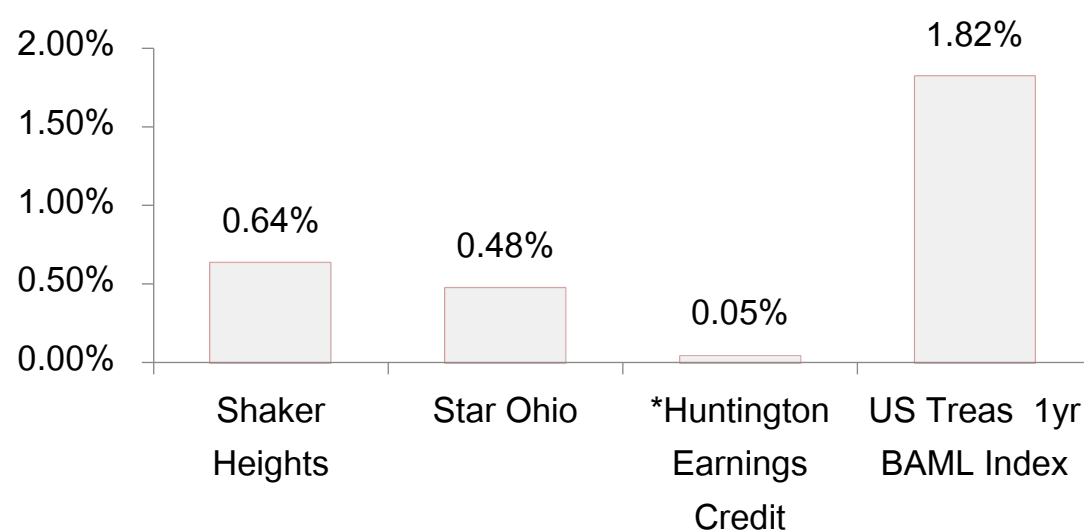 2.00%
1.50%
1.00%
0.50%
0.00%
0.64%
0.48%
0.05%
1.82%
Shaker
Heights
Star Ohio
*Huntington
Earnings
Credit
US Treas  1yr
BAML Index